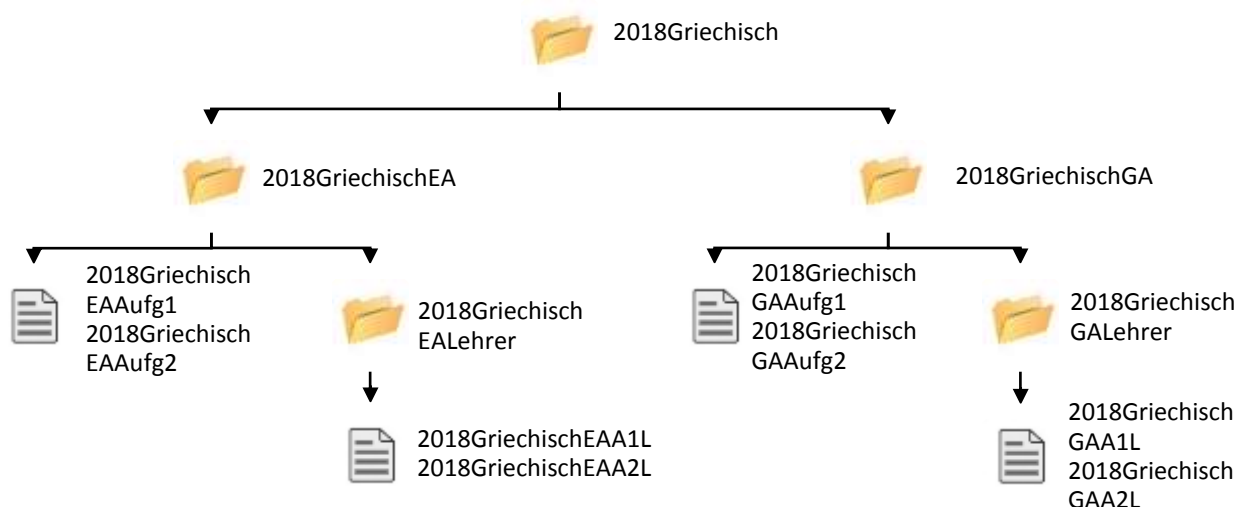 2018Griechisch
2018GriechischEA
2018GriechischGA
2018Griechisch
EAAufg1
2018Griechisch
EAAufg2
2018Griechisch
EALehrer
2018Griechisch
GAAufg1
2018Griechisch
GAAufg2
2018Griechisch
GALehrer
2018GriechischEAA1L
2018GriechischEAA2L
2018Griechisch
GAA1L
2018Griechisch
GAA2L